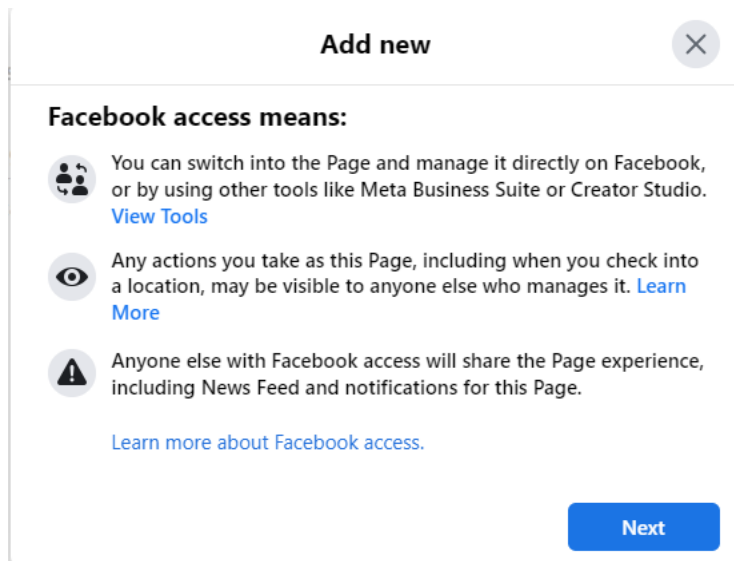 Add new
Facebook access means:
You can switch into the Page and manage it directly on Facebook,
or by using other tools like Meta Business Suite or Creator Studio.
View Tools
Any actions you take as this Page, including when you check into
a location, may be visible to anyone else who manages it. Learn
More
Anyone else with Facebook access will share the Page experience,
including News Feed and notifications for this Page.
Learn more about Facebook access.
Next